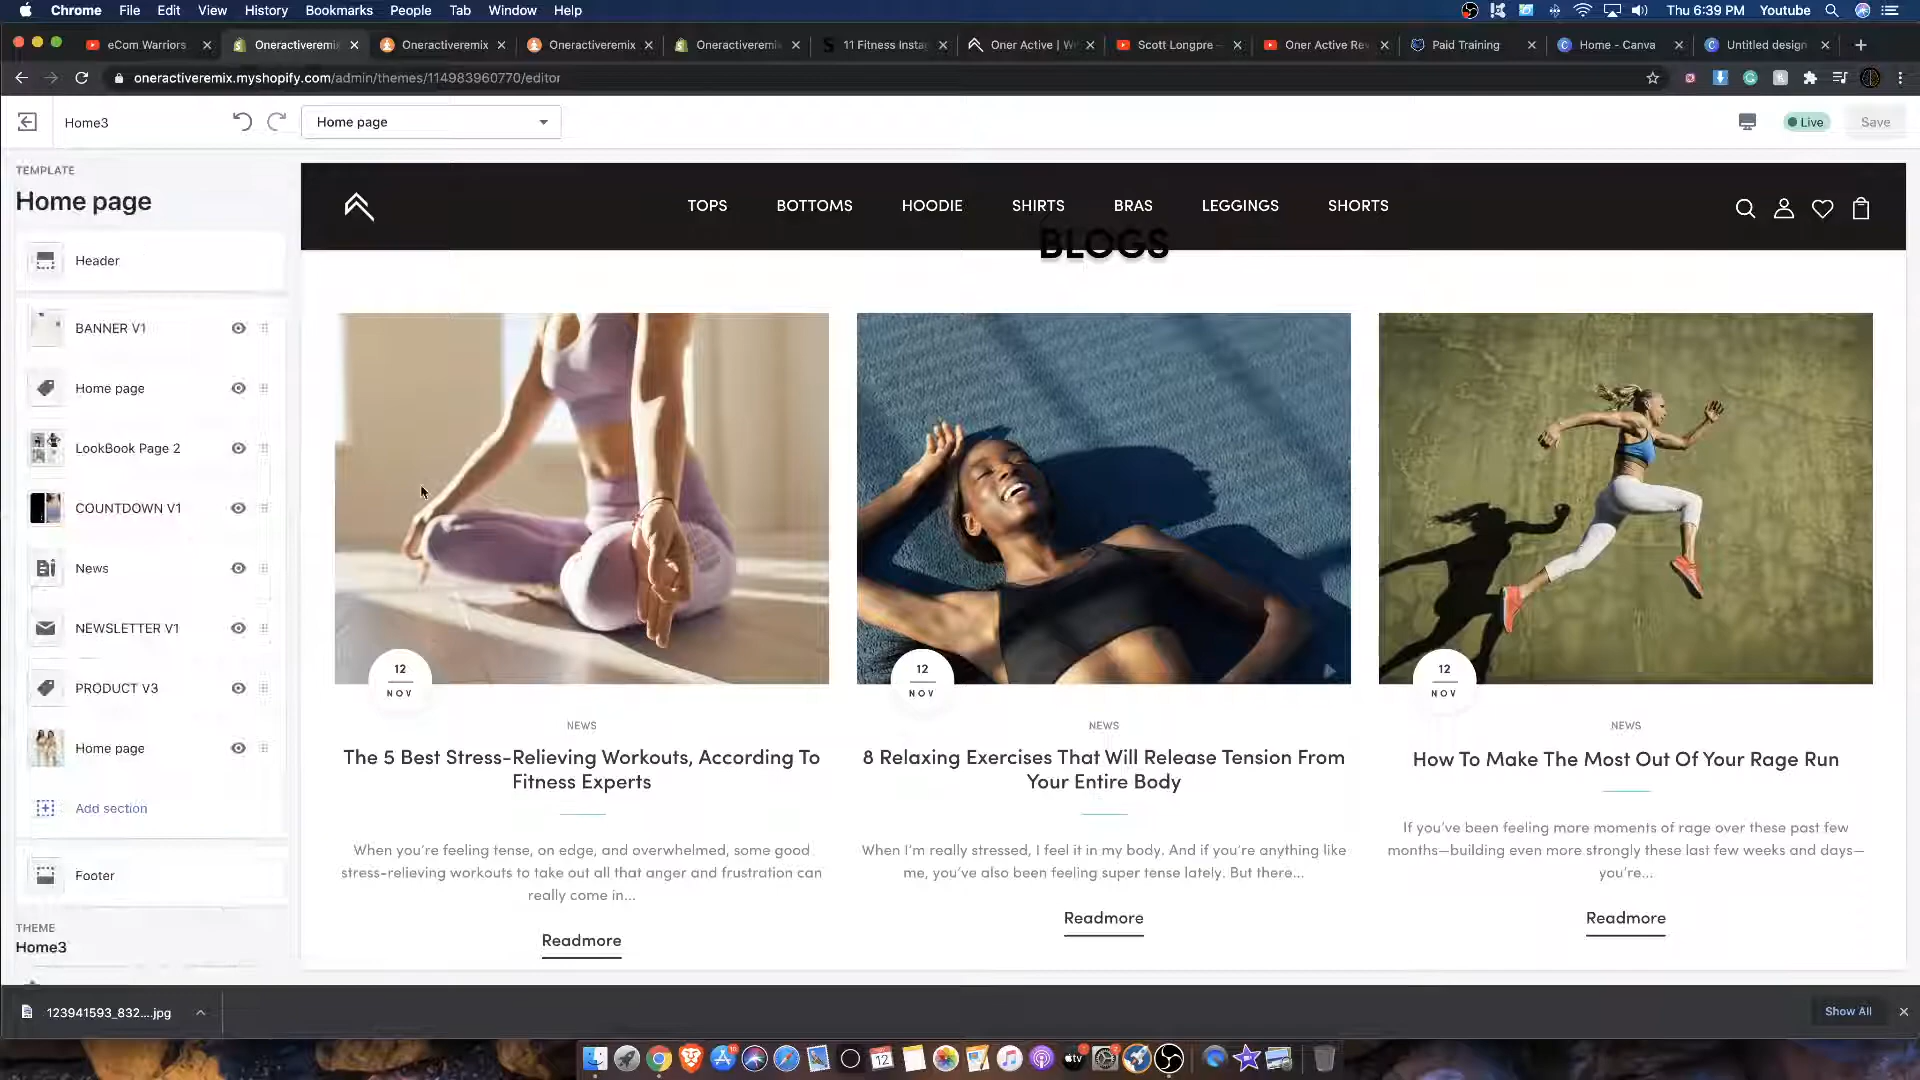 Chrome File Edit View History Bookmarks People Tab Window Help Thu 6:39 PM Youtube
eCom Warriors Oneractiveremi Oneractiveremix Oneractiveremix Oneractiveremi 11 Fitness Insta Oner Active | W Scott Longpre Oner Active Re Paid Training Home - Canva Untitled design
oneractiveremix.myshopify.com/admin/themes/114983960770/editor
Home3 Home page Live Save
TEMPLATE
Home page
Header
BANNER V1
Home page
LookBook Page 2
COUNTDOWN V1
News
NEWSLETTER V1
PRODUCT V3
Home page
Add section
Footer
THEME
Home3
TOPS BOTTOMS HOODIE SHIRTS BRAS LEGGINGS SHORTS
BLOGS
12
NOV
NEWS
The 5 Best Stress-Relieving Workouts, According To
Fitness Experts
When you're feeling tense, on edge, and overwhelmed, some good
stress-relieving workouts to take out all that anger and frustration can
really come in...
Readmore
12
NOV
NEWS
8 Relaxing Exercises That Will Release Tension From
Your Entire Body
When I'm really stressed, I feel it in my body. And if you're anything like
me, you've also been feeling super tense lately. But there...
Readmore
12
NOV
NEWS
How To Make The Most Out Of Your Rage Run
If you've been feeling more moments of rage over these past few
months—building even more strongly these last few weeks and days—
you're...
Readmore
123941593_832....jpg Show All
12
tv